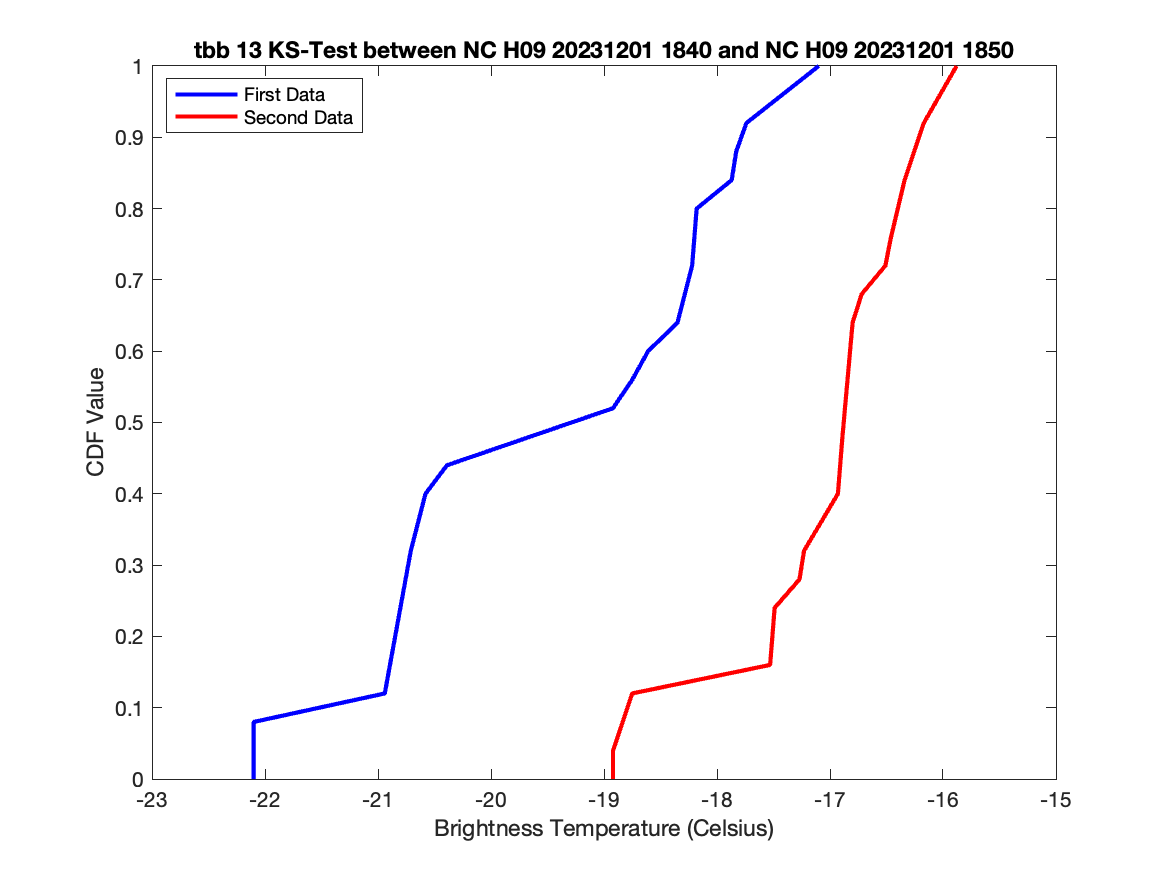 tbb 13 KS-Test between NC H09 20231201 1840 and NC H09 20231201 1850
First Data
Second Data
1
0.9
0.8
0.7
0.6
0.5
0.4
0.3
0.2
0.1
0
CDF Value
-23 -22 -21 -20 -19 -18 -17 -16 -15
Brightness Temperature (Celsius)